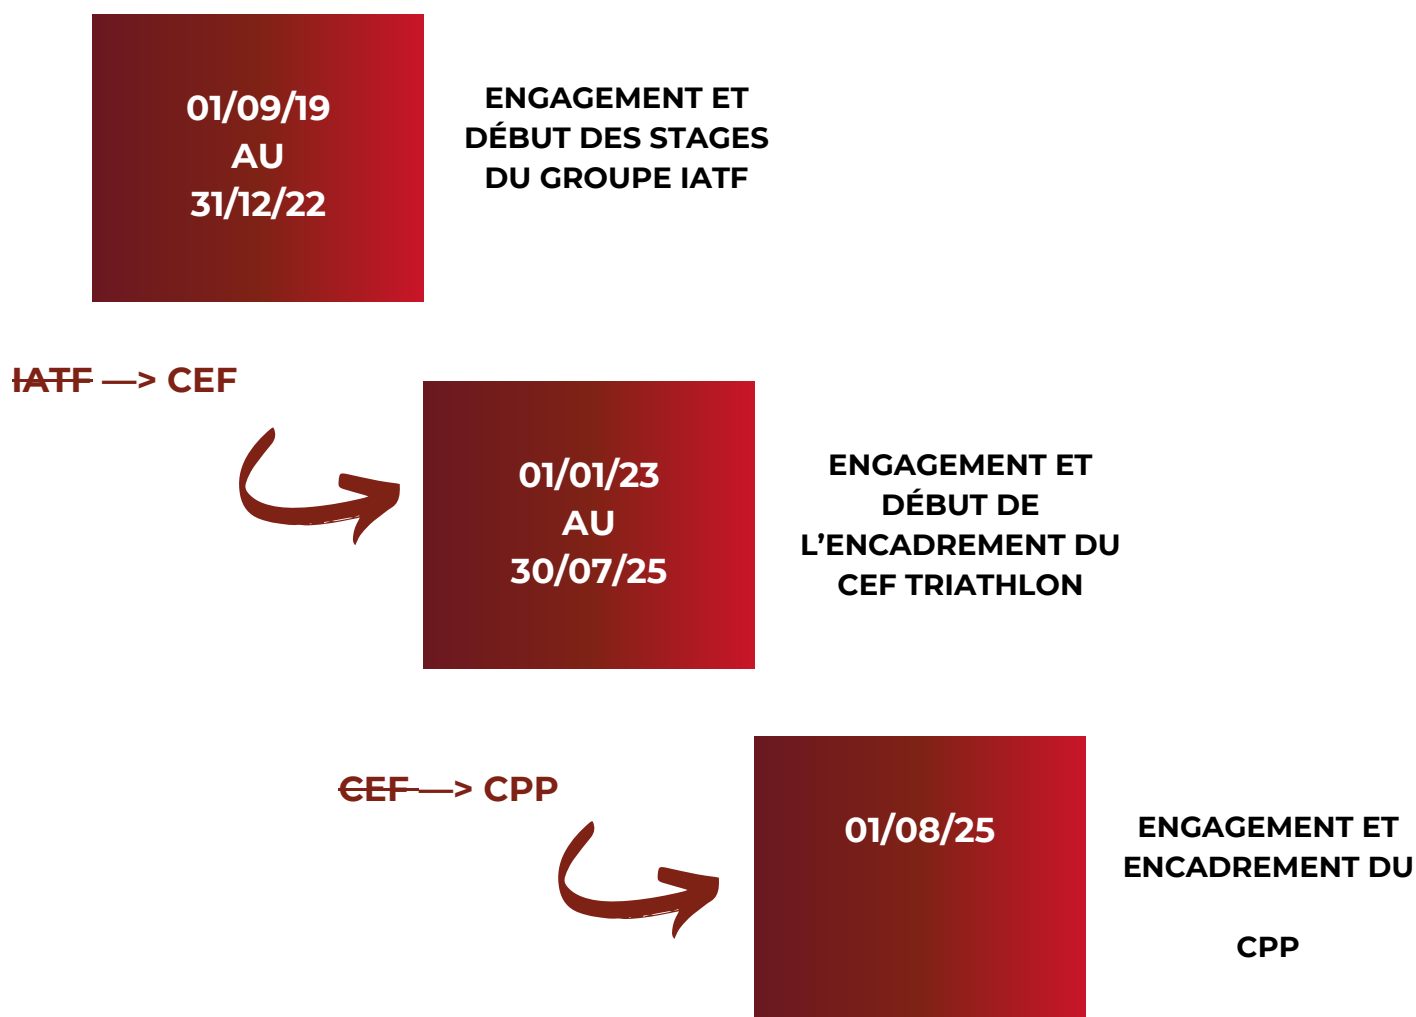 01/09/19
AU
31/12/22
ENGAGEMENT ET
DÉBUT DES STAGES
DU GROUPE IATF
IATF —> CEF
01/01/23
AU
30/07/25
ENGAGEMENT ET
DÉBUT DE
L’ENCADREMENT DU
CEF TRIATHLON
CEF —> CPP
01/08/25
ENGAGEMENT ET
ENCADREMENT DU
CPP